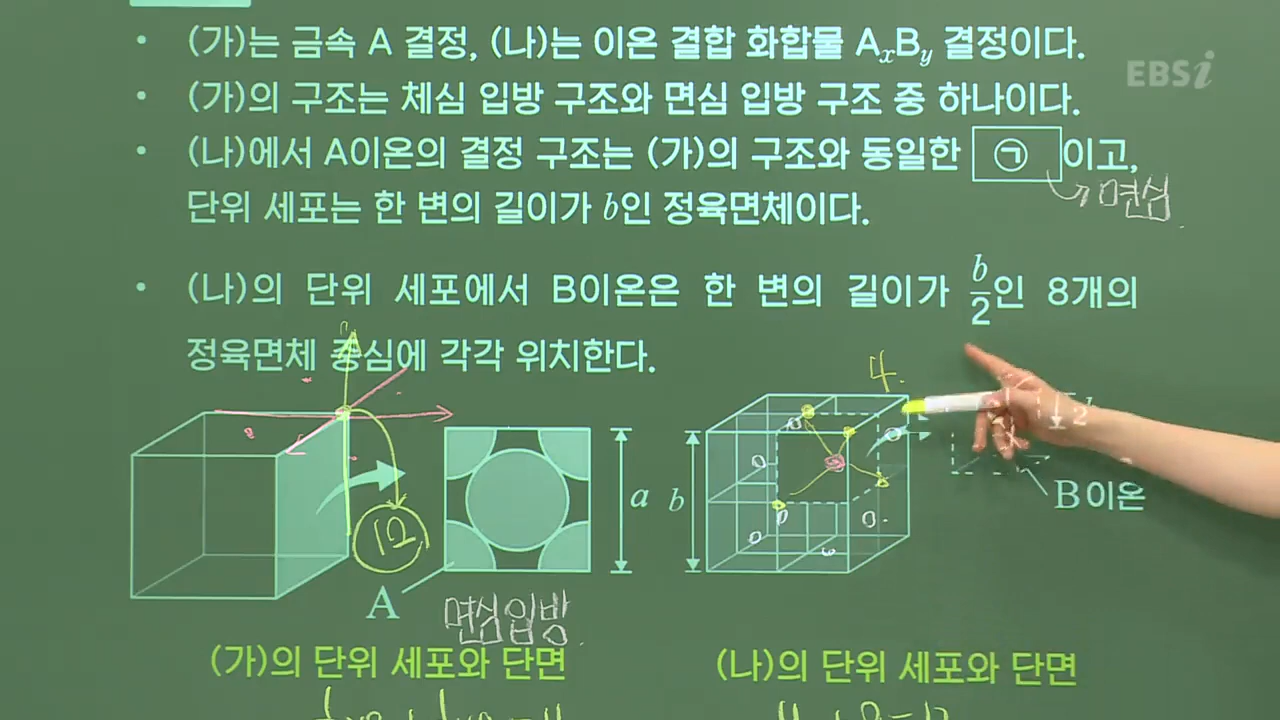 • (가)는 금속 A 결정, (나)는 이온 결합 화합물 AxBy 결정이다.
EBSi
• (가)의 구조는 체심 입방 구조와 면심 입방 구조 중 하나이다.
• (나)에서 A이온의 결정 구조는 (가)의 구조와 동일한 ㉠ 이고,
면심
단위 세포는 한 변의 길이가 b인 정육면체이다.
• (나)의 단위 세포에서 B이온은 한 변의 길이가 b/2인 8개의
정육면체 중심에 각각 위치한다.
4.
12
a
b
B 이온
A
면심입방
(가)의 단위 세포와 단면
(나)의 단위 세포와 단면